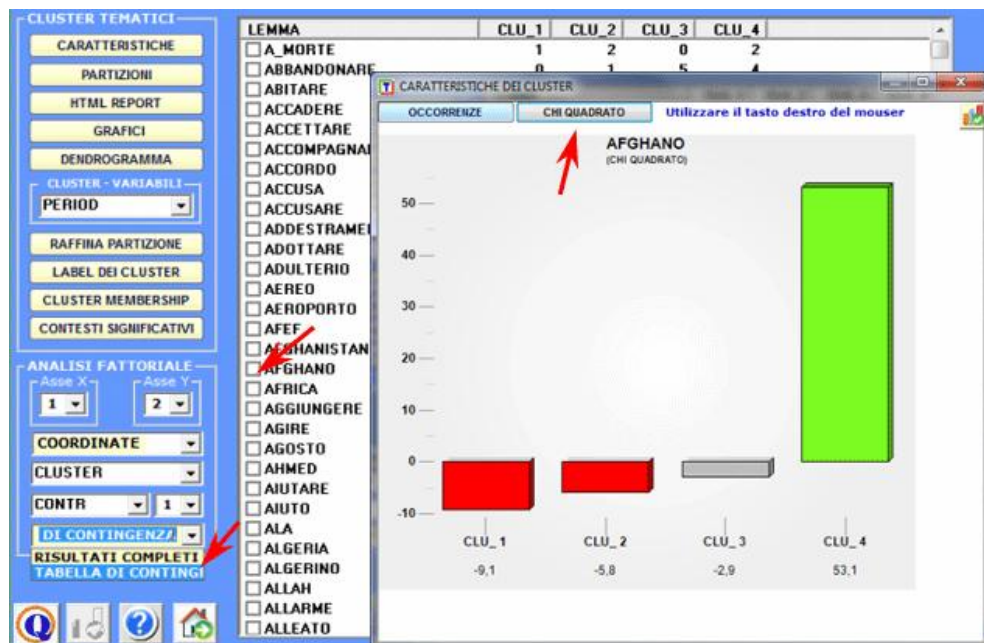 CLUSTER TEMATICI
CARATTERISTICHE
PARTIZIONI
HTML REPORT
GRAFICI
DENDROGRAMMA
CLUSTER - VARIABILI
PERIOD
RAFFINA PARTIZIONE
LABEL DEI CLUSTER
CLUSTER MEMBERSHIP
CONTESTI SIGNIFICATIVI
ANALISI FATTORIALE
Asse X Asse Y
1 2
COORDINATE
CLUSTER
CONTR 1
DI CONTINGENZA
RISULTATI COMPLETI
TABELLA DI CONTINGI
LEMMA CLU_1 CLU_2 CLU_3 CLU_4
A_MORTE 1 2 0 2
ABBANDONARE 0 1 5 4
ABITARE
ACCADERE
ACCETTARE
ACCOMPAGNAI
ACCORDO
ACCUSA
ACCUSARE
ADDESTRAMEI
ADOTTARE
ADULTERIO
AEREO
AEROPORTO
AFEF
AFGHANISTAN
AFGHANO
AFRICA
AGGIUNGERE
AGIRE
AGOSTO
AHMED
AIUTARE
AIUTO
ALA
ALGERIA
ALGERINO
ALLAH
ALLARME
ALLEATO
CARATTERISTICHE DEI CLUSTER
OCCORRENZE CHI QUADRATO Utilizzare il tasto destro del mouser
AFGHANO
(CHI QUADRATO)
50
40
30
20
10
0
-10
CLU_1 CLU_2 CLU_3 CLU_4
-9,1 -5,8 -2,9 53,1